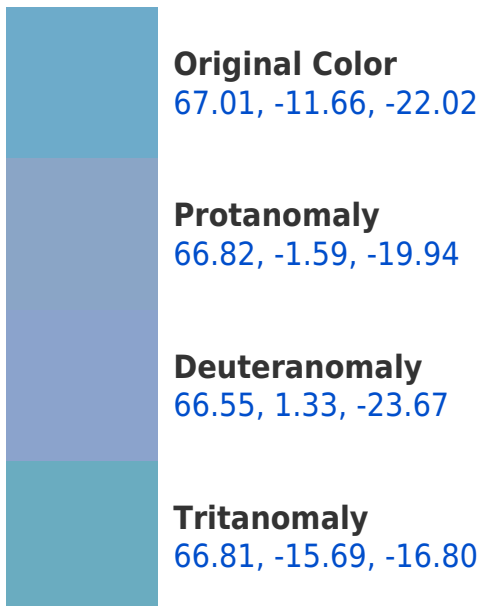 Original Color
67.01, -11.66, -22.02
Protanomaly
66.82, -1.59, -19.94
Deuteranomaly
66.55, 1.33, -23.67
Tritanomaly
66.81, -15.69, -16.80